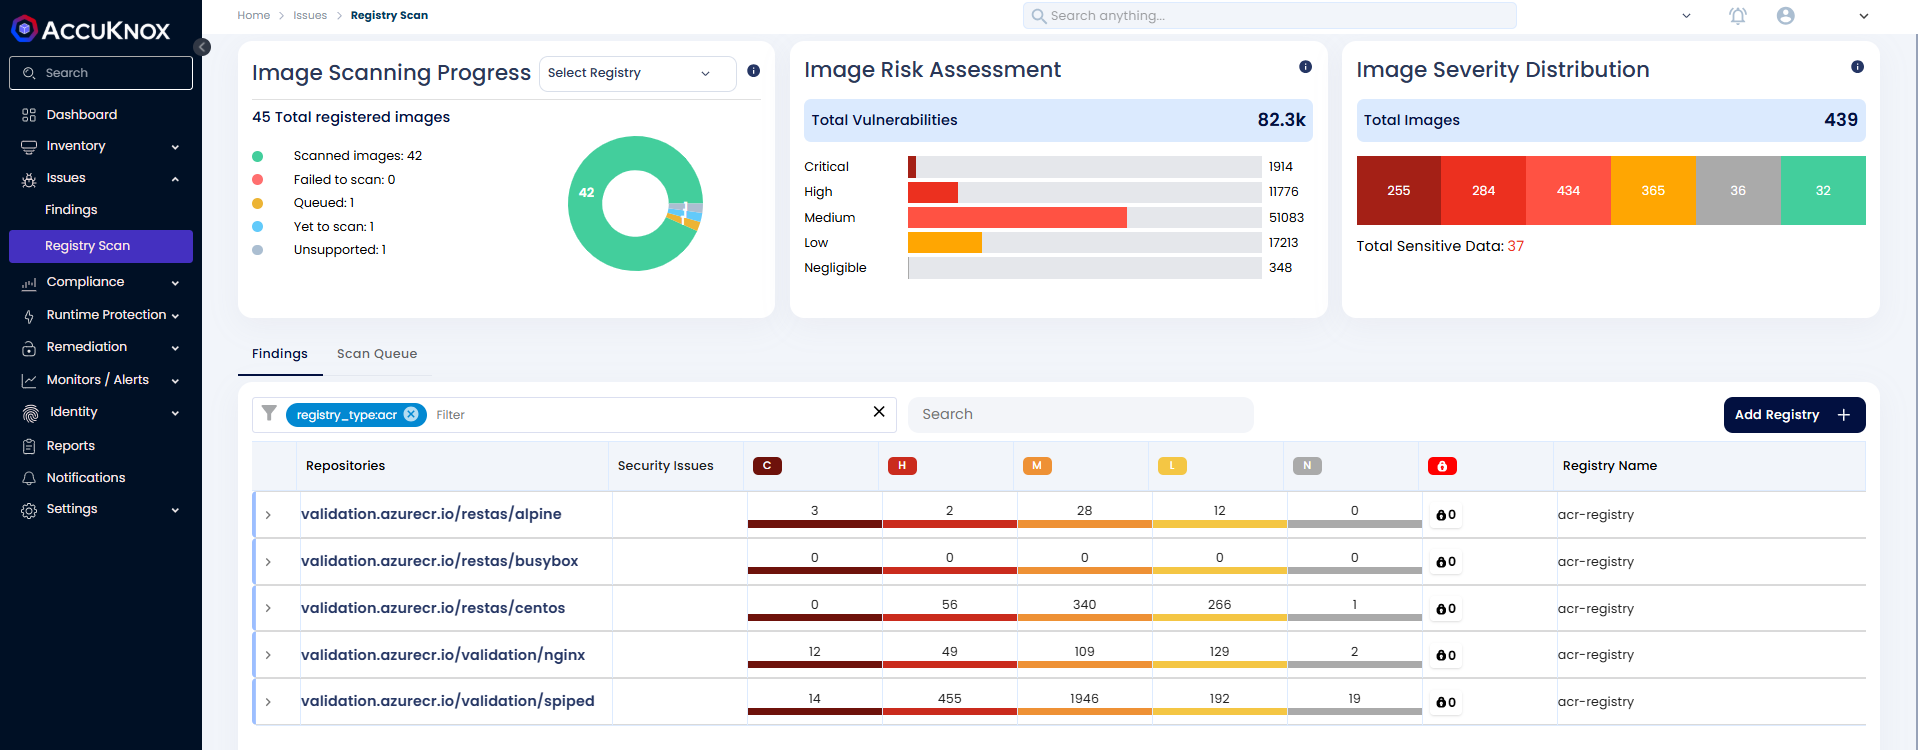 ACCUKNOX
Search
Dashboard
Inventory
Issues
Findings
Registry Scan
Compliance
Runtime Protection
Remediation
Monitors / Alerts
Identity
Reports
Notifications
Settings
Home > Issues > Registry Scan
Search anything...
Image Scanning Progress
Select Registry
45 Total registered images
Scanned images: 42
Failed to scan: 0
Queued: 1
Yet to scan: 1
Unsupported: 1
42
Image Risk Assessment
Total Vulnerabilities 82.3k
Critical 1914
High 11776
Medium 51083
Low 17213
Negligible 348
Image Severity Distribution
Total Images 439
255 284 434 365 36 32
Total Sensitive Data: 37
Findings Scan Queue
registry_type:acr Filter
Search
Add Registry +
Repositories Security Issues C H M L N Registry Name
validation.azurecr.io/restas/alpine 3 2 28 12 0 0 acr-registry
validation.azurecr.io/restas/busybox 0 0 0 0 0 0 acr-registry
validation.azurecr.io/restas/centos 0 56 340 266 1 0 acr-registry
validation.azurecr.io/validation/nginx 12 49 109 129 2 0 acr-registry
validation.azurecr.io/validation/spiped 14 455 1946 192 19 0 acr-registry